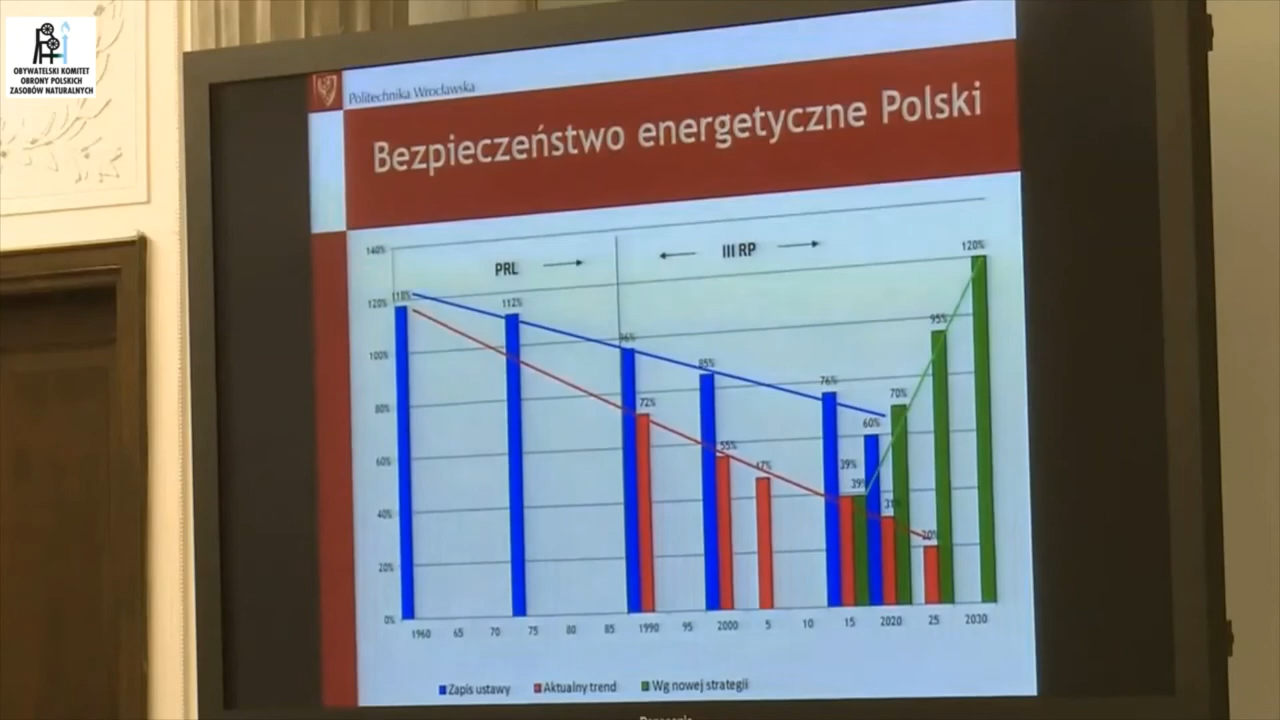 OBYWATELSKI KOMITET
OBRONY POLSKICH
ZASOBÓW NATURALNYCH
Politechnika Wrocławska
Bezpieczeństwo energetyczne Polski
140%
PRL
III RP
120%
120%
118%
112%
100%
96%
85%
95%
80%
72%
76%
70%
60%
60%
55%
47%
39%
39%
40%
31%
20%
20%
0%
1960 65 70 75 80 85 1990 95 2000 5 10 15 2020 25 2030
Zapis ustawy Aktualny trend Wg nowej strategii